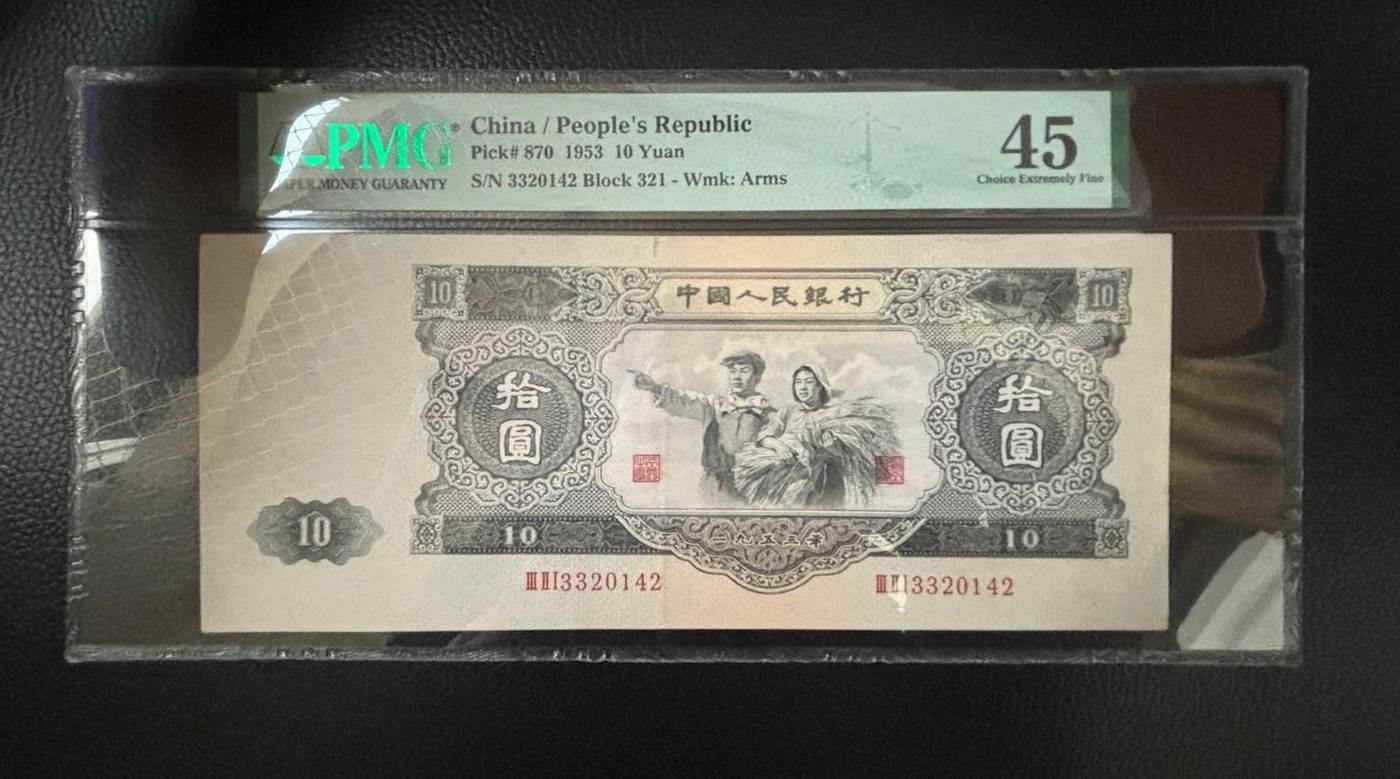 PMG®
PAPER MONEY GUARANTY
China / People's Republic
Pick# 870 1953 10 Yuan
S/N 3320142 Block 321 - Wmk: Arms
45
Choice Extremely Fine
10 中國人民銀行 10
拾圓 拾圓
10
10 一九五三年 10
ⅢⅡⅠ3320142 ⅢⅡⅠ3320142